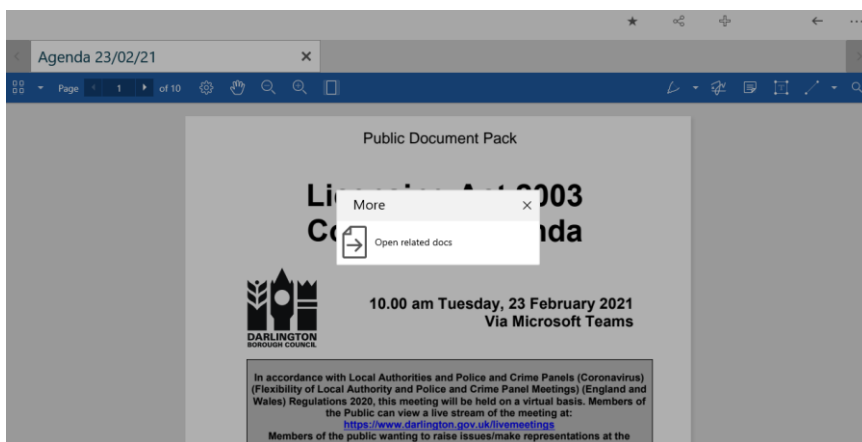 Agenda 23/02/21
Page 1 of 10
Public Document Pack
2003
More
Open related docs
10.00 am Tuesday, 23 February 2021
Via Microsoft Teams
DARLINGTON
BOROUGH COUNCIL
In accordance with Local Authorities and Police and Crime Panels (Coronavirus)
(Flexibility of Local Authority and Police and Crime Panel Meetings) (England and
Wales) Regulations 2020, this meeting will be held on a virtual basis. Members of
the Public can view a live stream of the meeting at:
https://www.darlington.gov.uk/livemeetings
Members of the public wanting to raise issues/make representations at the